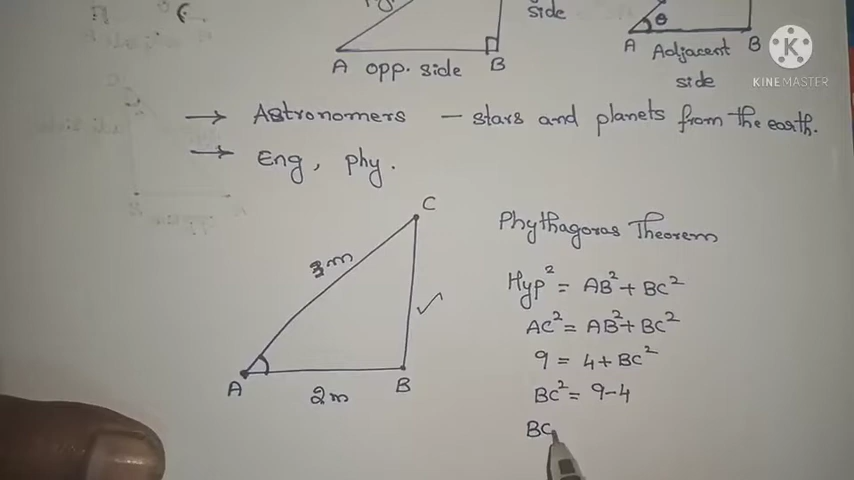 side
A opp. side B
A θ B
Adjacent
side
K
KINEMASTER
→ Astronomers — stars and planets from the earth.
→ Eng, phy.
C
3m
A 2m B
Phythagoras Theorem
Hyp² = AB² + BC²
AC² = AB² + BC²
9 = 4 + BC²
BC² = 9-4
BC